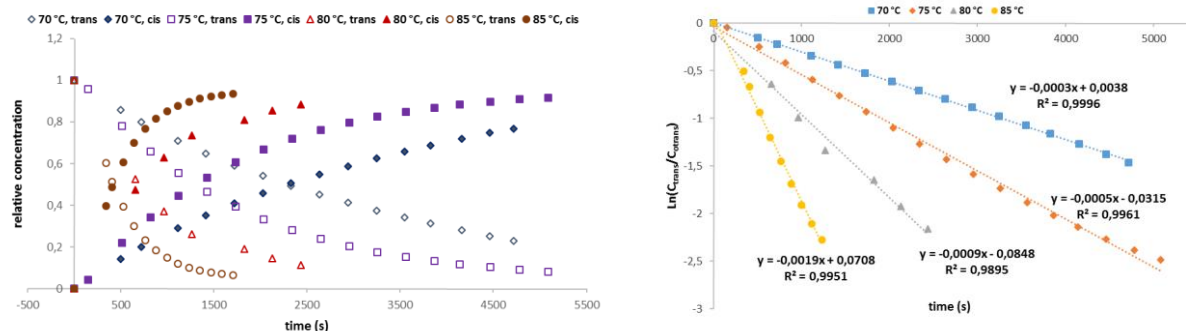 70 °C, trans 70 °C, cis 75 °C, trans 75 °C, cis 80 °C, trans 80 °C, cis 85 °C, trans 85 °C, cis
1,2
1
0,8
0,6
0,4
0,2
0
-500 500 1500 2500 3500 4500 5500
relative concentration
time (s)
70 °C 75 °C 80 °C 85 °C
0 1000 2000 3000 4000 5000
0
-0,5
-1
-1,5
-2
-2,5
-3
Ln(Ctrans/C0trans)
y = -0,0003x + 0,0038
R² = 0,9996
y = -0,0005x - 0,0315
R² = 0,9961
y = -0,0009x - 0,0848
R² = 0,9895
y = -0,0019x + 0,0708
R² = 0,9951
time (s)